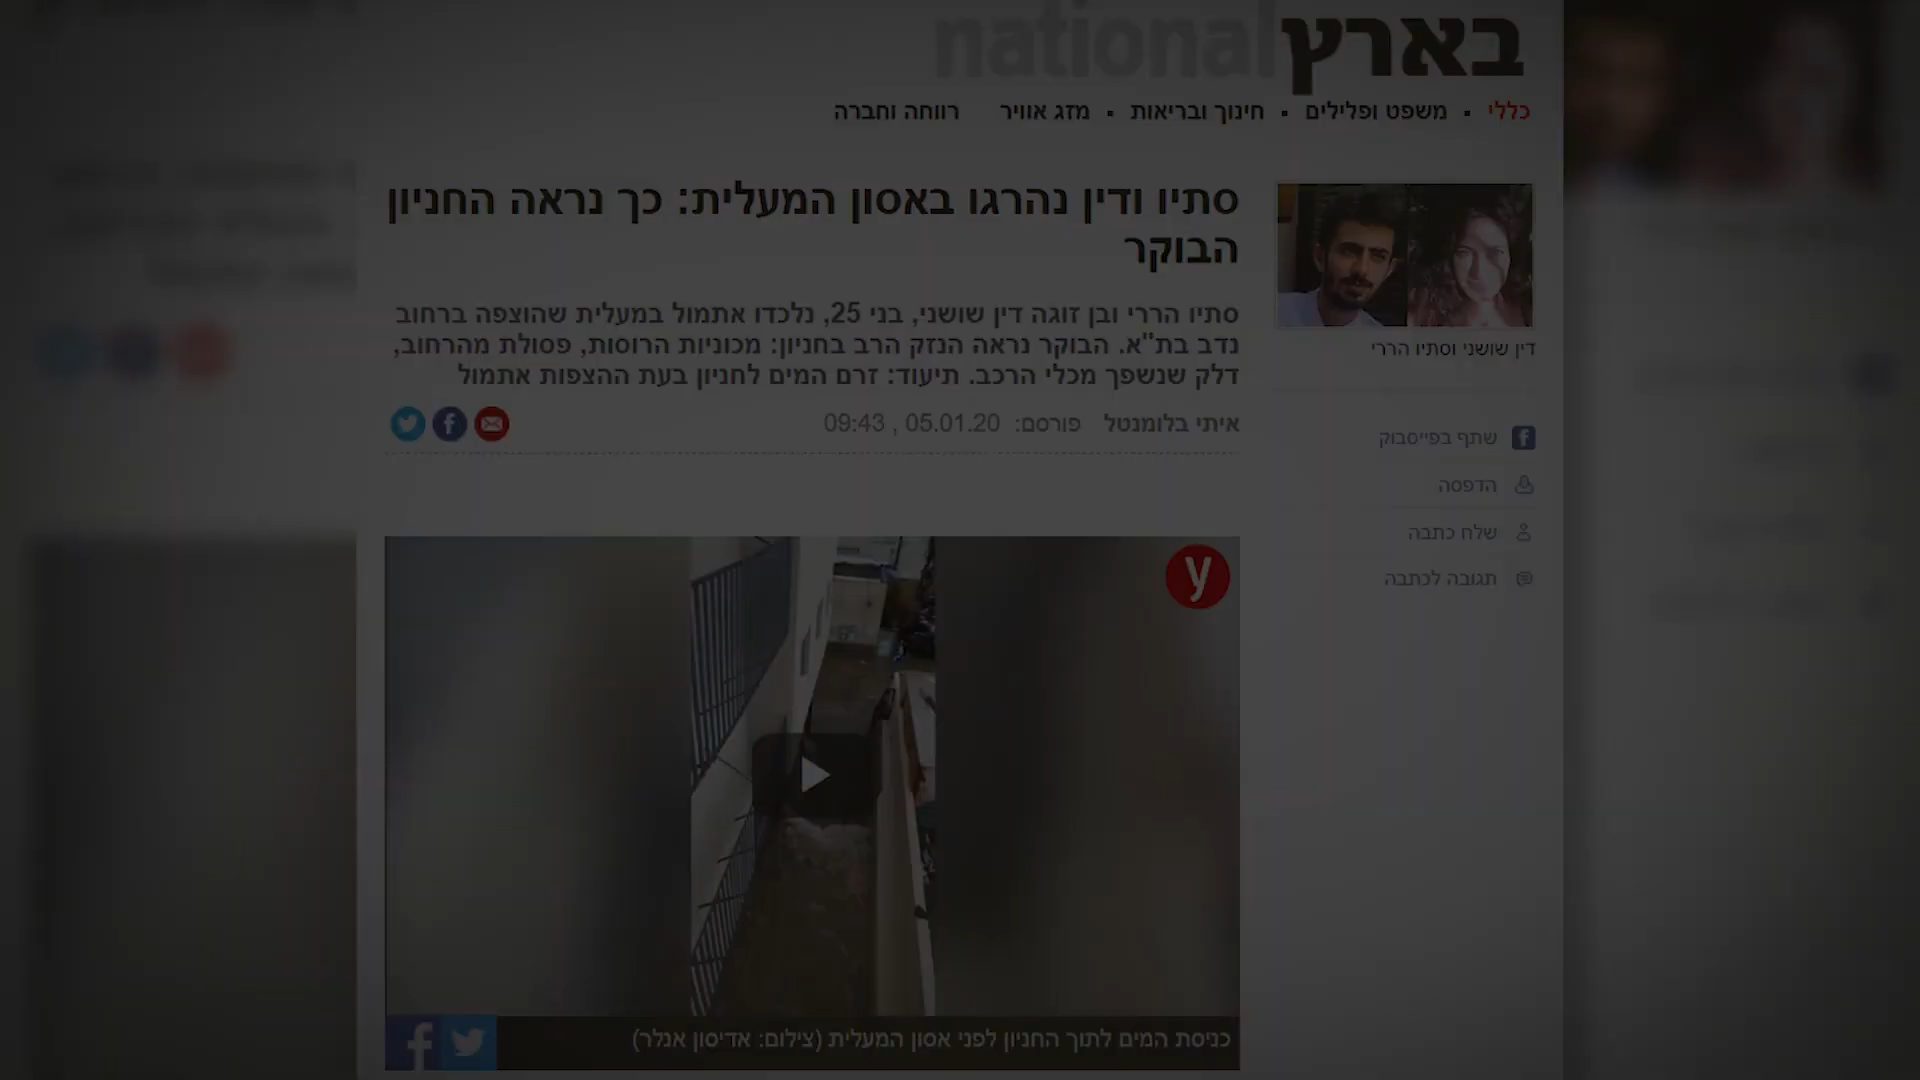 בארץ national
כללי ▪ משפט ופלילים ▪ חינוך ובריאות ▪ מזג אוויר רווחה וחברה
סתיו ודין נהרגו באסון המעלית: כך נראה החניון
הבוקר
סתיו הררי ובן זוגה דין שושני, בני 25, נלכדו אתמול במעלית שהוצפה ברחוב
נדב בת"א. הבוקר נראה הנזק הרב בחניון: מכוניות הרוסות, פסולת מהרחוב,
דלק שנשפך מכלי הרכב. תיעוד: זרם המים לחניון בעת ההצפות אתמול
איתי בלומנטל פורסם: 05.01.20 , 09:43
דין שושני וסתיו הררי
שתף בפייסבוק
הדפסה
שלח כתבה
תגובה לכתבה
y
כניסת המים לתוך החניון לפני אסון המעלית (צילום: אדיסון אנלר)